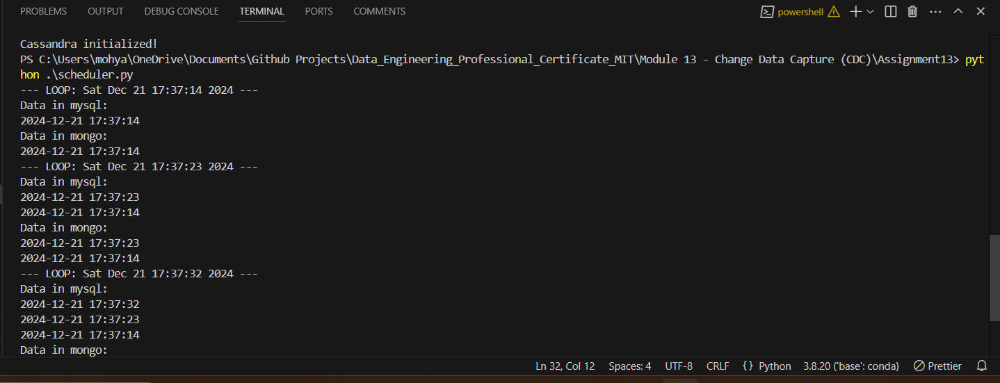 PROBLEMS OUTPUT DEBUG CONSOLE TERMINAL PORTS COMMENTS powershell
Cassandra initialized!
PS C:\Users\mohya\OneDrive\Documents\Github Projects\Data_Engineering_Professional_Certificate_MIT\Module 13 - Change Data Capture (CDC)\Assignment13> pyt
hon .\scheduler.py
--- LOOP: Sat Dec 21 17:37:14 2024 ---
Data in mysql:
2024-12-21 17:37:14
Data in mongo:
2024-12-21 17:37:14
--- LOOP: Sat Dec 21 17:37:23 2024 ---
Data in mysql:
2024-12-21 17:37:23
2024-12-21 17:37:14
Data in mongo:
2024-12-21 17:37:23
2024-12-21 17:37:14
--- LOOP: Sat Dec 21 17:37:32 2024 ---
Data in mysql:
2024-12-21 17:37:32
2024-12-21 17:37:23
2024-12-21 17:37:14
Data in mongo:
Ln 32, Col 12 Spaces: 4 UTF-8 CRLF {} Python 3.8.20 ('base': conda) Prettier